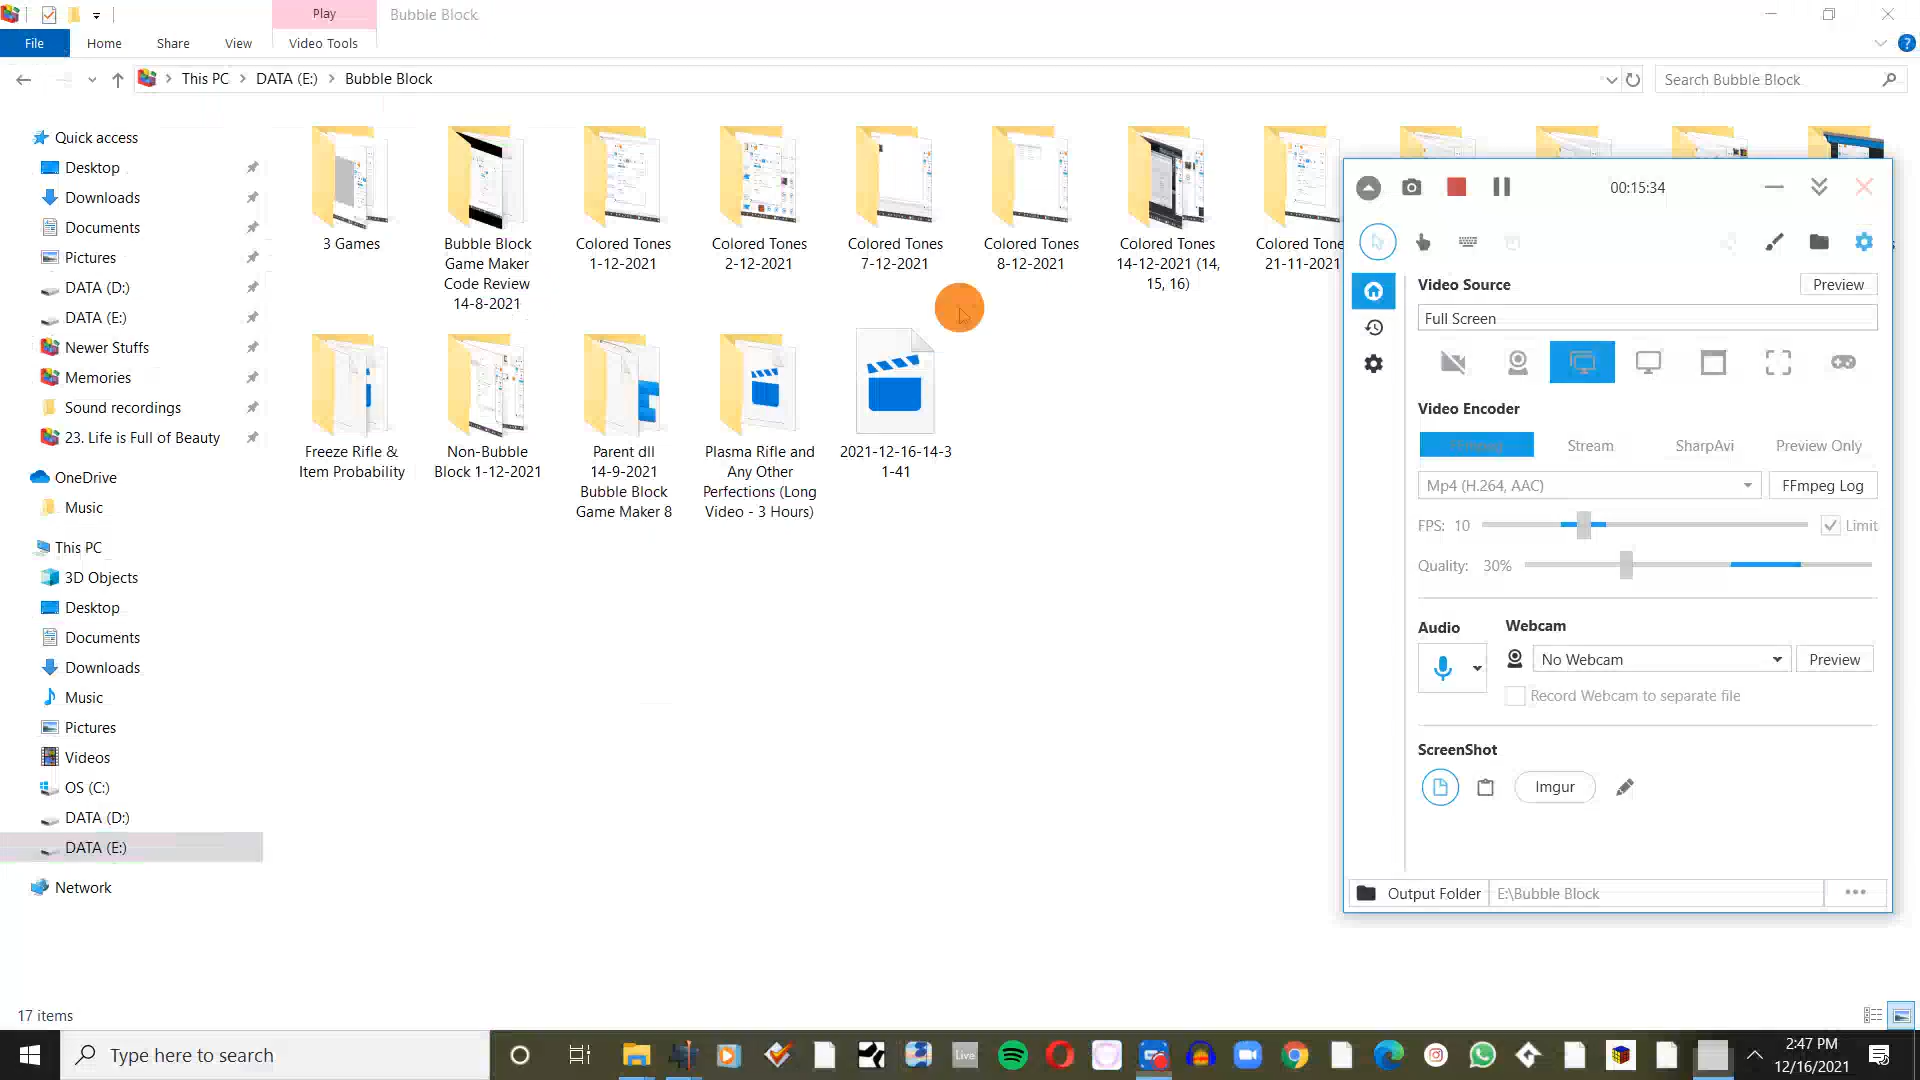 Play
Bubble Block
File
Home
Share
View
Video Tools
This PC
DATA (E:)
Bubble Block
Search Bubble Block
Quick access
Desktop
Downloads
Documents
Pictures
DATA (D:)
DATA (E:)
Newer Stuffs
Memories
Sound recordings
23. Life is Full of Beauty
OneDrive
Music
This PC
3D Objects
Desktop
Documents
Downloads
Music
Pictures
Videos
OS (C:)
DATA (D:)
DATA (E:)
Network
3 Games
Bubble Block
Game Maker
Code Review
14-8-2021
Colored Tones
1-12-2021
Colored Tones
2-12-2021
Colored Tones
7-12-2021
Colored Tones
8-12-2021
Colored Tones
14-12-2021 (14,
15, 16)
Colored Tone
21-11-2021
Freeze Rifle &
Item Probability
Non-Bubble
Block 1-12-2021
Parent dll
14-9-2021
Bubble Block
Game Maker 8
Plasma Rifle and
Any Other
Perfections (Long
Video - 3 Hours)
2021-12-16-14-3
1-41
00:15:34
Video Source
Preview
Full Screen
Video Encoder
FFmpeg
Stream
SharpAvi
Preview Only
Mp4 (H.264, AAC)
FFmpeg Log
FPS: 10
Limit
Quality: 30%
Audio
Webcam
No Webcam
Preview
Record Webcam to separate file
ScreenShot
Imgur
Output Folder
E:\Bubble Block
17 items
Type here to search
Live
2:47 PM
12/16/2021